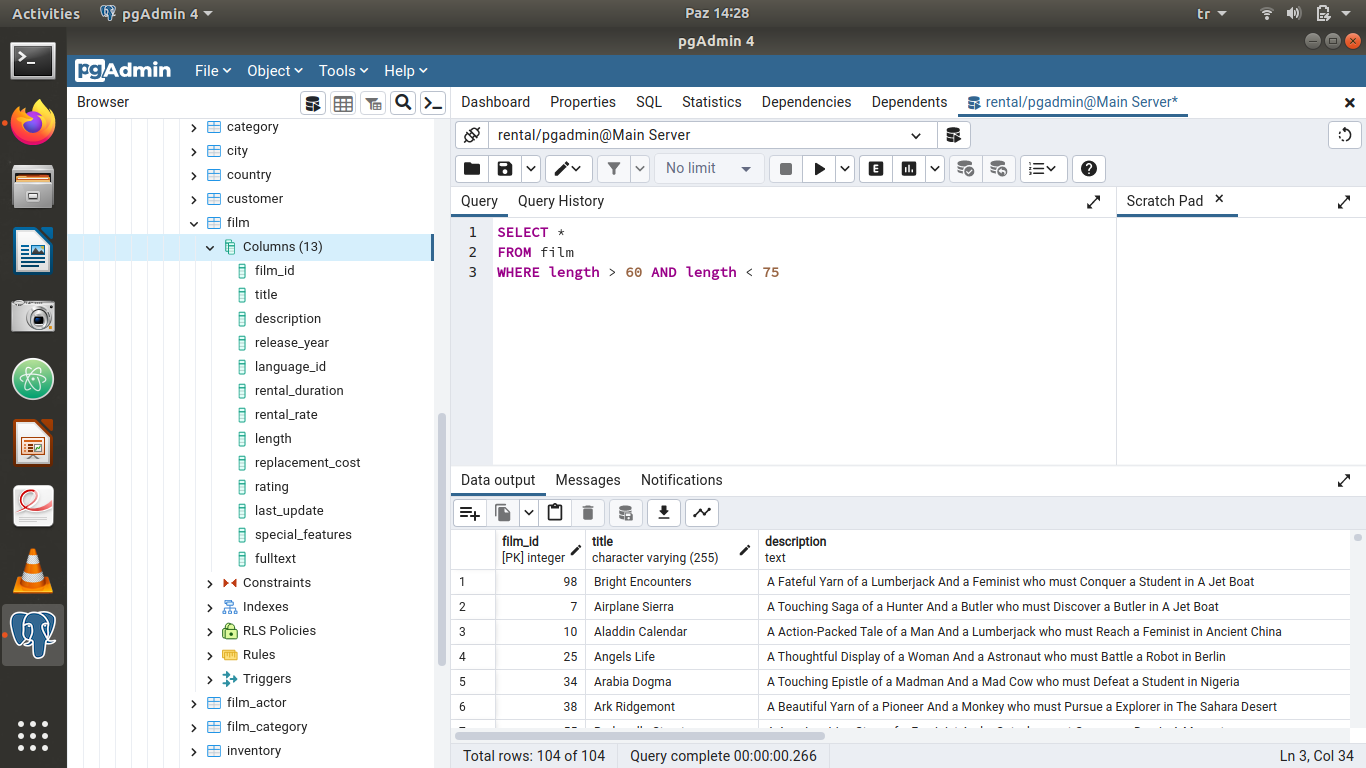 Activities pgAdmin 4 Paz 14:28 tr
pgAdmin 4
pgAdmin File Object Tools Help
Browser
category
city
country
customer
film
Columns (13)
film_id
title
description
release_year
language_id
rental_duration
rental_rate
length
replacement_cost
rating
last_update
special_features
fulltext
Constraints
Indexes
RLS Policies
Rules
Triggers
film_actor
film_category
inventory
Dashboard Properties SQL Statistics Dependencies Dependents rental/pgadmin@Main Server*
rental/pgadmin@Main Server
No limit E
Query Query History Scratch Pad
1 SELECT *
2 FROM film
3 WHERE length > 60 AND length < 75
Data output Messages Notifications
film_id title description
[PK] integer character varying (255) text
1 98 Bright Encounters A Fateful Yarn of a Lumberjack And a Feminist who must Conquer a Student in A Jet Boat
2 7 Airplane Sierra A Touching Saga of a Hunter And a Butler who must Discover a Butler in A Jet Boat
3 10 Aladdin Calendar A Action-Packed Tale of a Man And a Lumberjack who must Reach a Feminist in Ancient China
4 25 Angels Life A Thoughtful Display of a Woman And a Astronaut who must Battle a Robot in Berlin
5 34 Arabia Dogma A Touching Epistle of a Madman And a Mad Cow who must Defeat a Student in Nigeria
6 38 Ark Ridgemont A Beautiful Yarn of a Pioneer And a Monkey who must Pursue a Explorer in The Sahara Desert
Total rows: 104 of 104 Query complete 00:00:00.266 Ln 3, Col 34